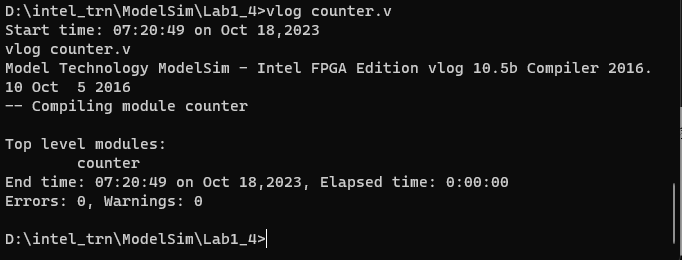 D:\intel_trn\ModelSim\Lab1_4>vlog counter.v
Start time: 07:20:49 on Oct 18,2023
vlog counter.v
Model Technology ModelSim - Intel FPGA Edition vlog 10.5b Compiler 2016.
10 Oct  5 2016
-- Compiling module counter

Top level modules:
        counter
End time: 07:20:49 on Oct 18,2023, Elapsed time: 0:00:00
Errors: 0, Warnings: 0

D:\intel_trn\ModelSim\Lab1_4>